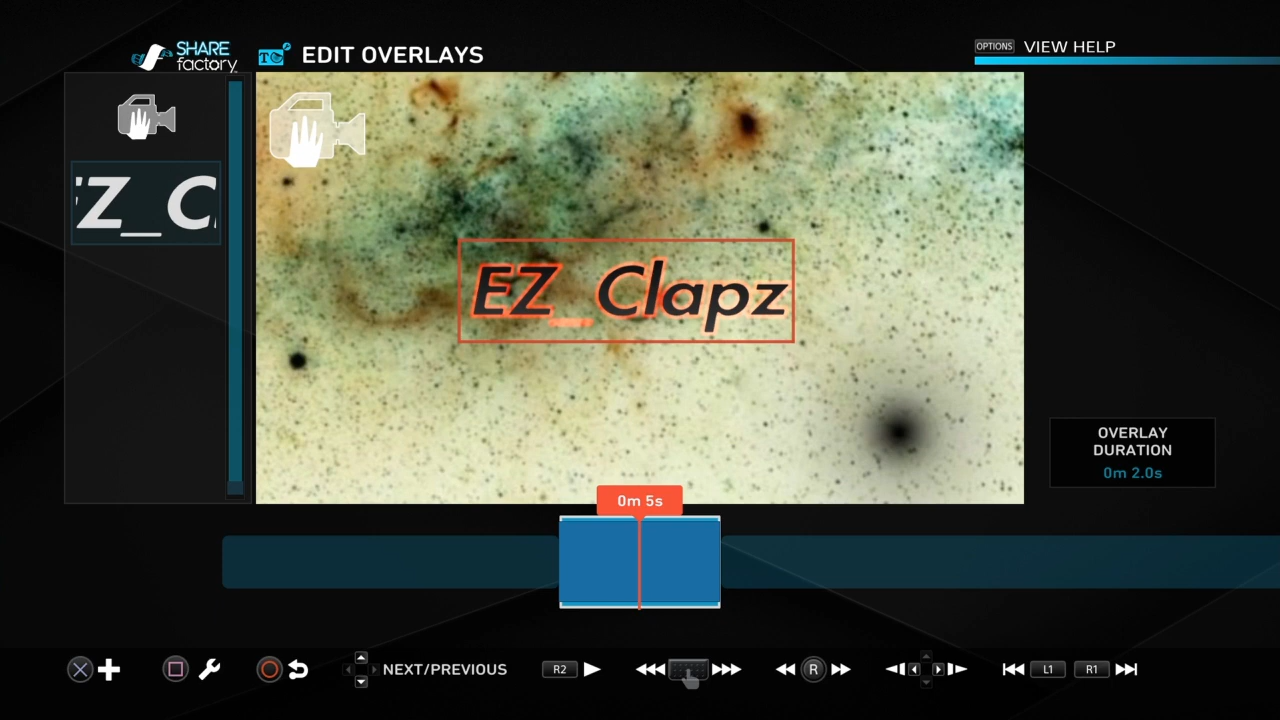 SHARE
factory
EDIT OVERLAYS
OPTIONS VIEW HELP
EZ_C
EZ_Clapz
OVERLAY
DURATION
0m 2.0s
0m 5s
NEXT/PREVIOUS
R2
R
L1
R1